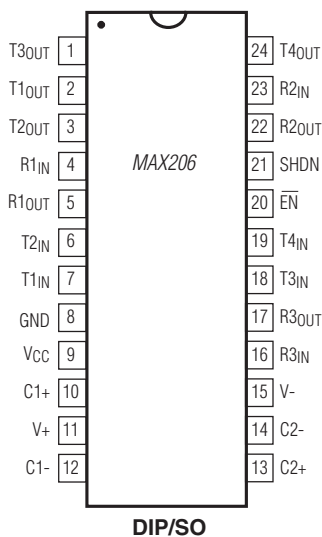 T3OUT 1 24 T4OUT
T1OUT 2 23 R2IN
T2OUT 3 22 R2OUT
R1IN 4 MAX206 21 SHDN
R1OUT 5 20 E̅N̅
T2IN 6 19 T4IN
T1IN 7 18 T3IN
GND 8 17 R3OUT
VCC 9 16 R3IN
C1+ 10 15 V-
V+ 11 14 C2-
C1- 12 13 C2+
DIP/SO